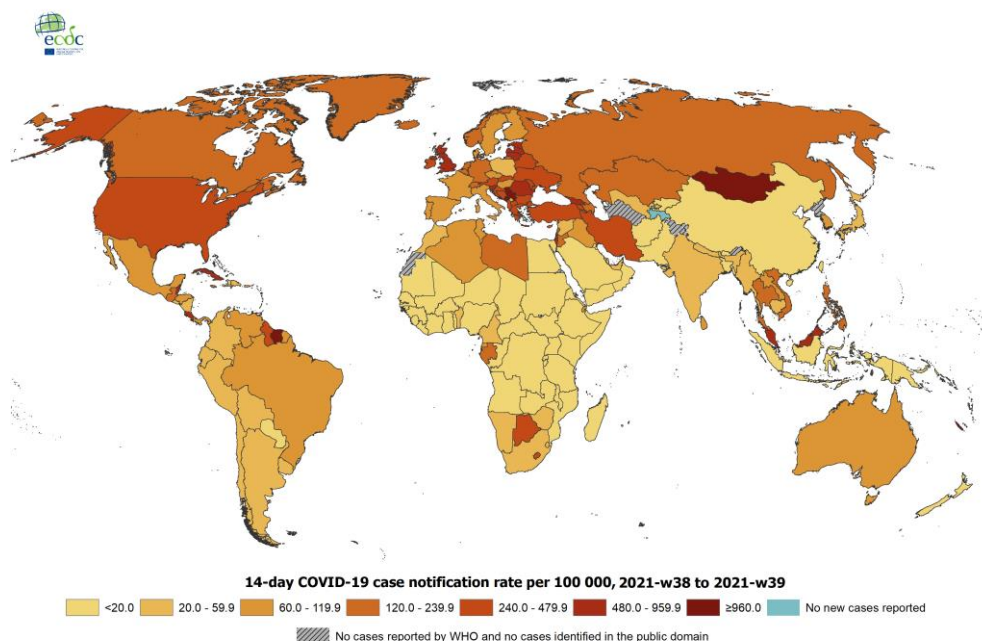 ecdc
14-day COVID-19 case notification rate per 100 000, 2021-w38 to 2021-w39
<20.0 20.0 - 59.9 60.0 - 119.9 120.0 - 239.9 240.0 - 479.9 480.0 - 959.9 ≥960.0 No new cases reported
No cases reported by WHO and no cases identified in the public domain